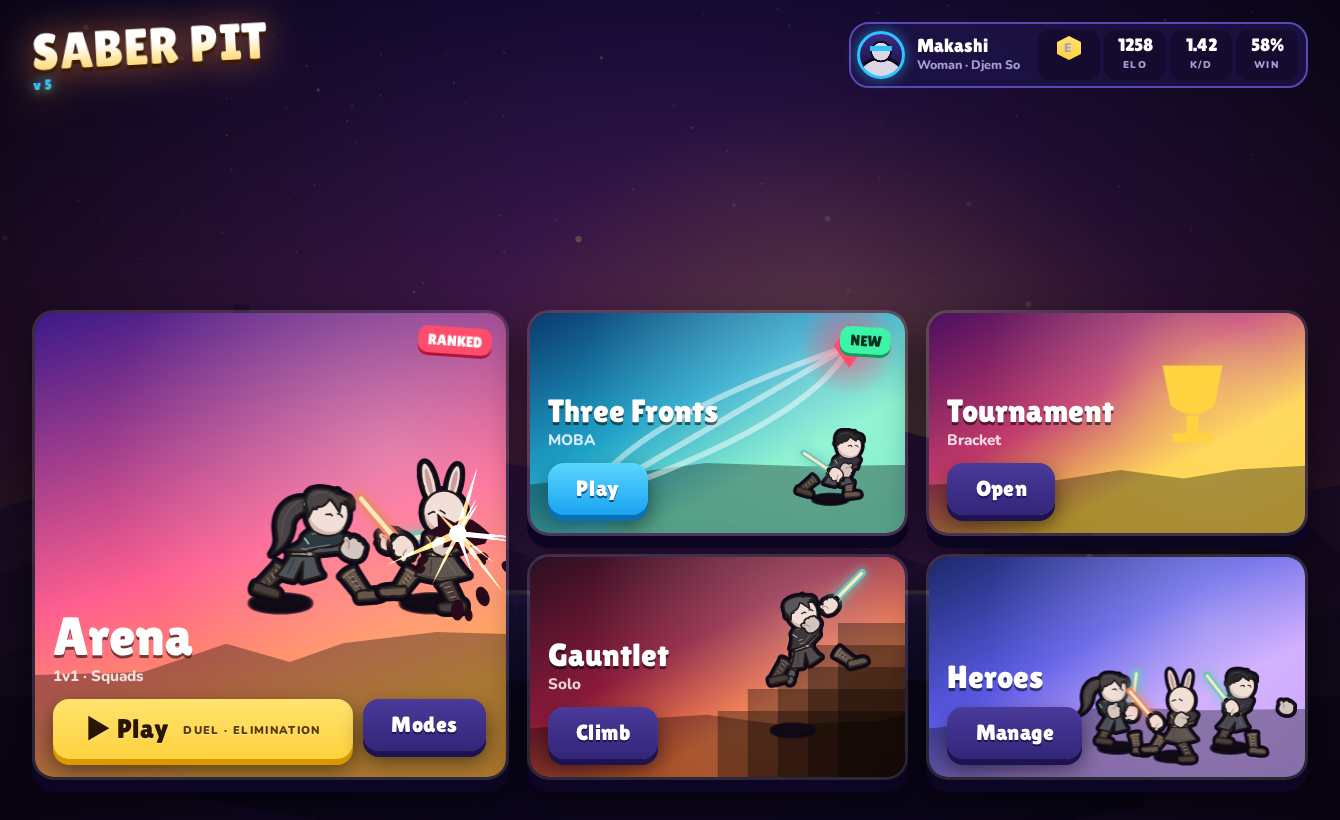 SABER PIT
v 5
Makashi
Woman · Djem So
E
1258
ELO
1.42
K/D
58%
WIN
RANKED
Arena
1v1 · Squads
Play DUEL · ELIMINATION
Modes
NEW
Three Fronts
MOBA
Play
Tournament
Bracket
Open
Gauntlet
Solo
Climb
Heroes
Manage